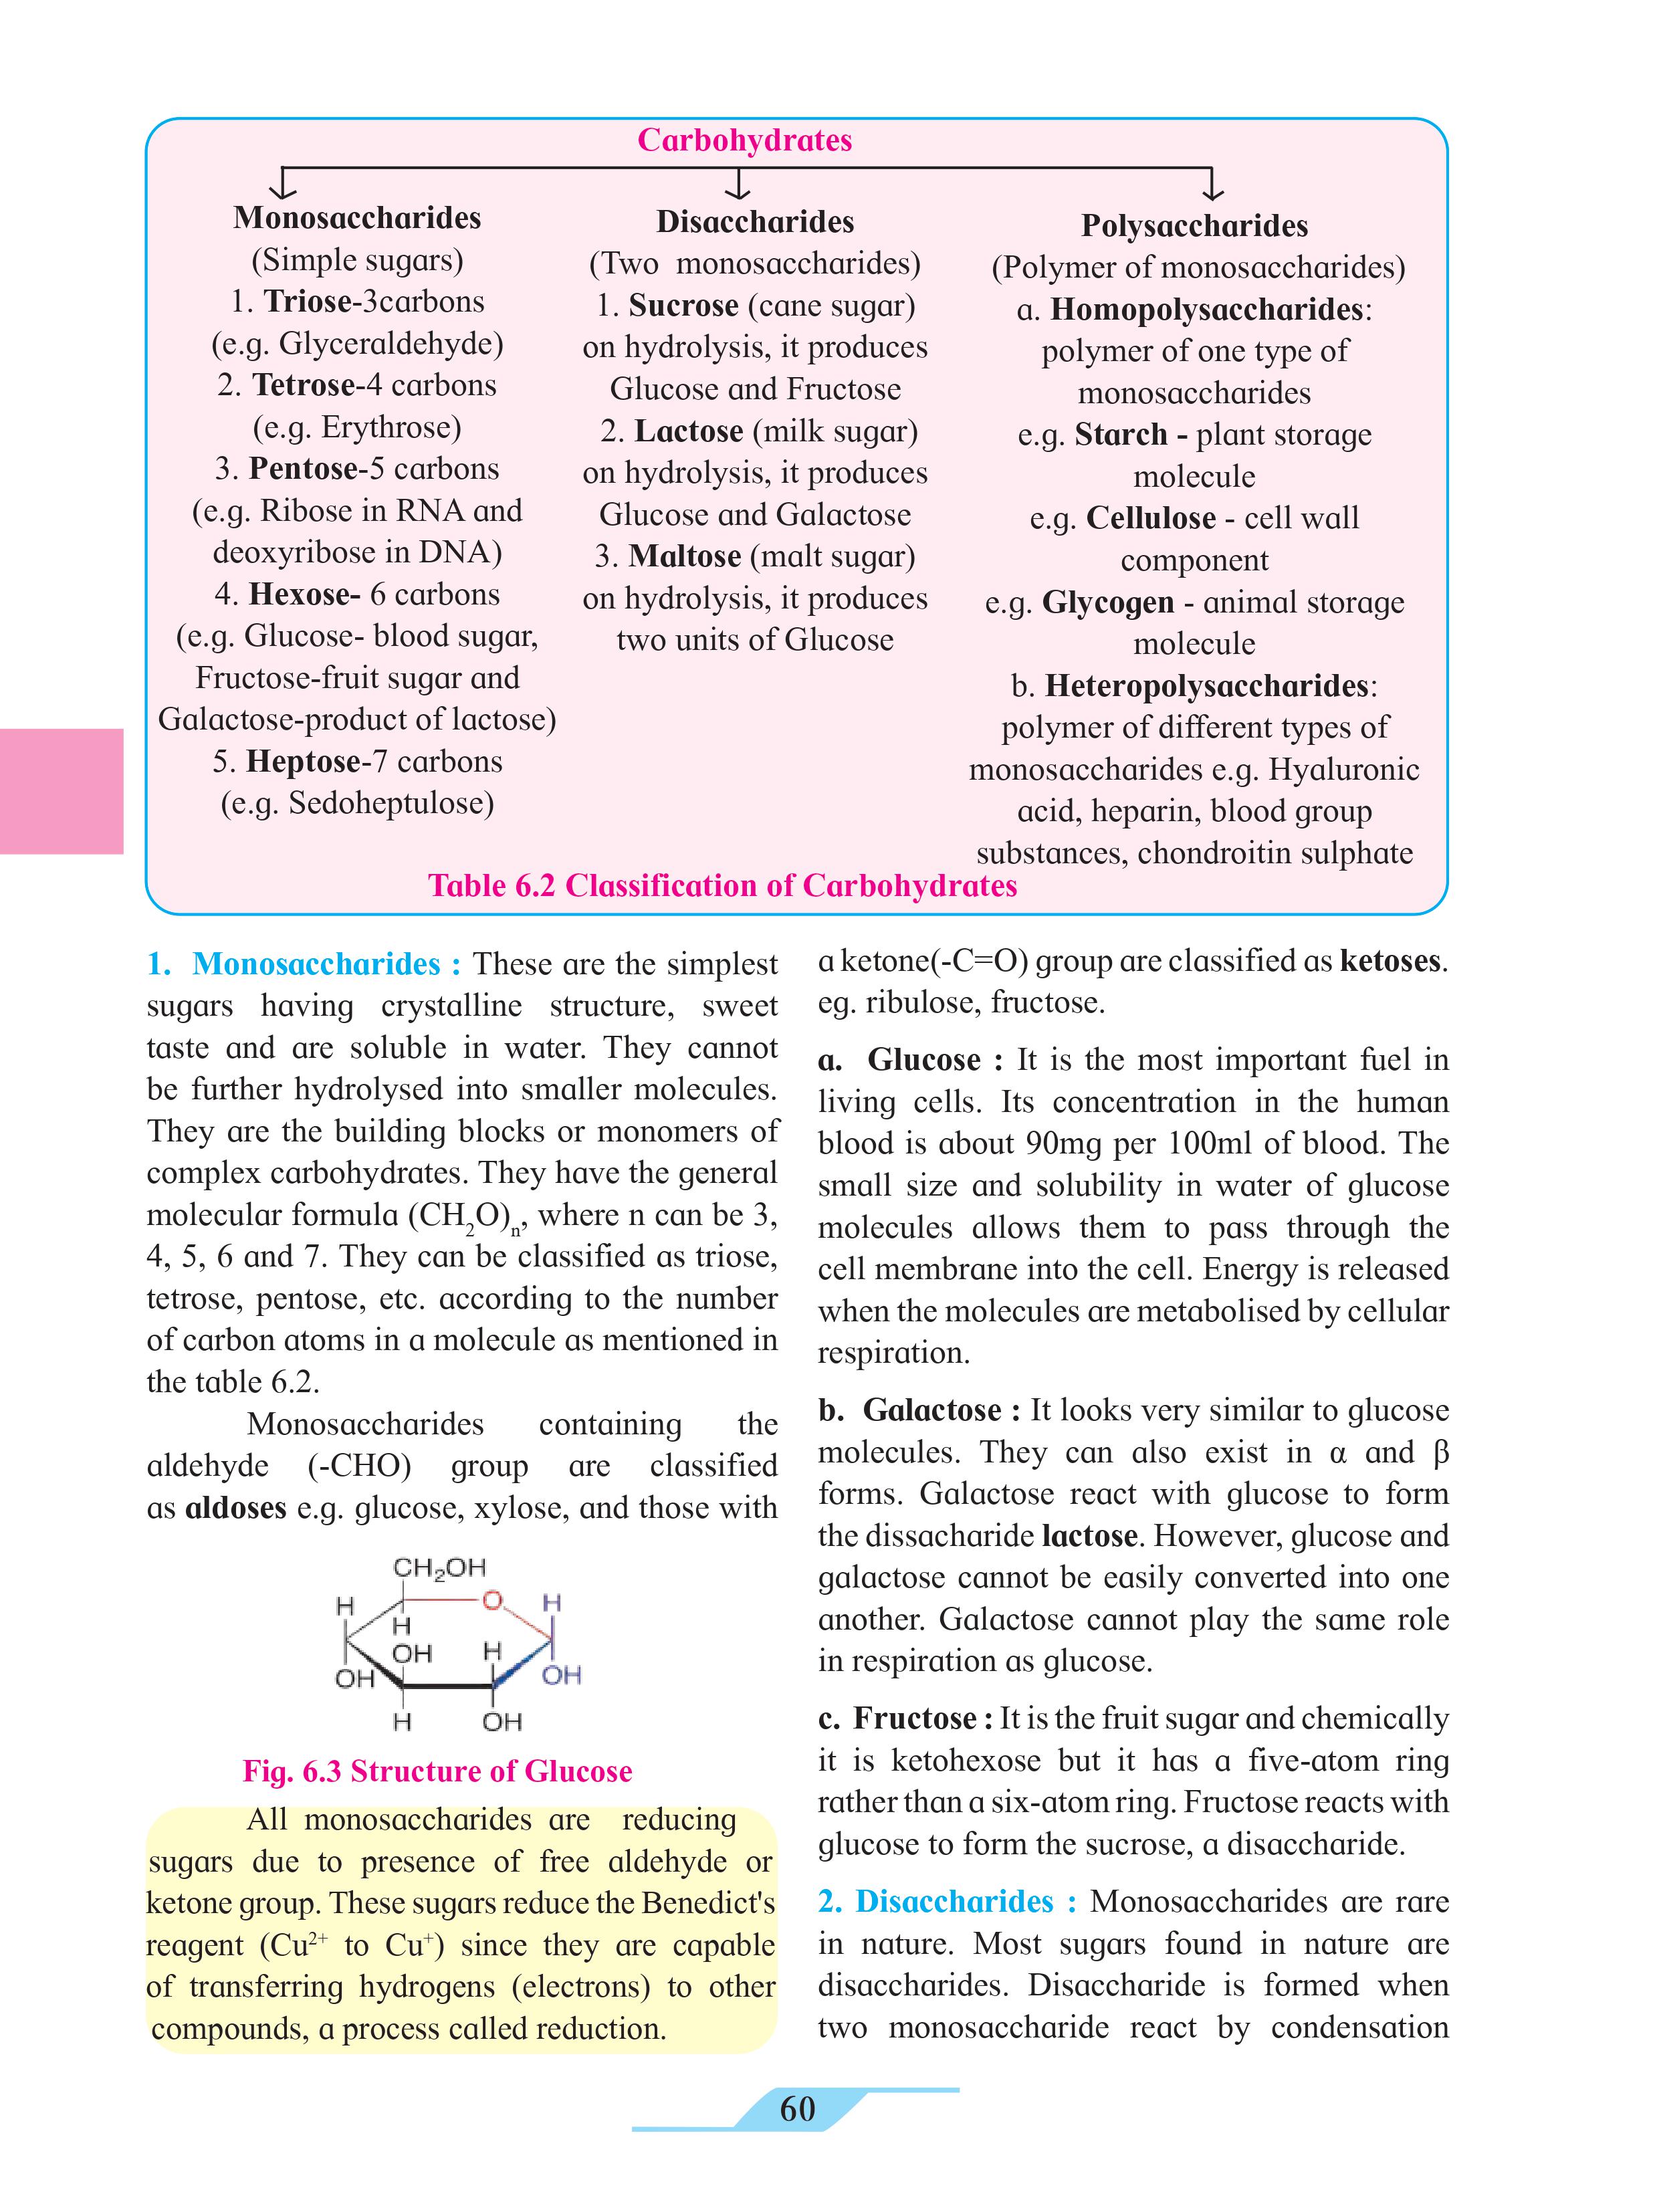 Carbohydrates
Monosaccharides
(Simple sugars)
1. Triose-3carbons
(e.g. Glyceraldehyde)
2. Tetrose-4 carbons
(e.g. Erythrose)
3. Pentose-5 carbons
(e.g. Ribose in RNA and
deoxyribose in DNA)
4. Hexose- 6 carbons
(e.g. Glucose- blood sugar,
Fructose-fruit sugar and
Galactose-product of lactose)
5. Heptose-7 carbons
(e.g. Sedoheptulose)
Disaccharides
(Two monosaccharides)
1. Sucrose (cane sugar)
on hydrolysis, it produces
Glucose and Fructose
2. Lactose (milk sugar)
on hydrolysis, it produces
Glucose and Galactose
3. Maltose (malt sugar)
on hydrolysis, it produces
two units of Glucose
Polysaccharides
(Polymer of monosaccharides)
a. Homopolysaccharides:
polymer of one type of
monosaccharides
e.g. Starch - plant storage
molecule
e.g. Cellulose - cell wall
component
e.g. Glycogen - animal storage
molecule
b. Heteropolysaccharides:
polymer of different types of
monosaccharides e.g. Hyaluronic
acid, heparin, blood group
substances, chondroitin sulphate
Table 6.2 Classification of Carbohydrates
1. Monosaccharides : These are the simplest
sugars having crystalline structure, sweet
taste and are soluble in water. They cannot
be further hydrolysed into smaller molecules.
They are the building blocks or monomers of
complex carbohydrates. They have the general
molecular formula (CH₂O)ₙ, where n can be 3,
4, 5, 6 and 7. They can be classified as triose,
tetrose, pentose, etc. according to the number
of carbon atoms in a molecule as mentioned in
the table 6.2.
Monosaccharides containing the
aldehyde (-CHO) group are classified
as aldoses e.g. glucose, xylose, and those with
CH₂OH
H O H
H
OH H
OH OH
H OH
Fig. 6.3 Structure of Glucose
All monosaccharides are reducing
sugars due to presence of free aldehyde or
ketone group. These sugars reduce the Benedict's
reagent (Cu²⁺ to Cu⁺) since they are capable
of transferring hydrogens (electrons) to other
compounds, a process called reduction.
a ketone(-C=O) group are classified as ketoses.
eg. ribulose, fructose.
a. Glucose : It is the most important fuel in
living cells. Its concentration in the human
blood is about 90mg per 100ml of blood. The
small size and solubility in water of glucose
molecules allows them to pass through the
cell membrane into the cell. Energy is released
when the molecules are metabolised by cellular
respiration.
b. Galactose : It looks very similar to glucose
molecules. They can also exist in α and β
forms. Galactose react with glucose to form
the dissacharide lactose. However, glucose and
galactose cannot be easily converted into one
another. Galactose cannot play the same role
in respiration as glucose.
c. Fructose : It is the fruit sugar and chemically
it is ketohexose but it has a five-atom ring
rather than a six-atom ring. Fructose reacts with
glucose to form the sucrose, a disaccharide.
2. Disaccharides : Monosaccharides are rare
in nature. Most sugars found in nature are
disaccharides. Disaccharide is formed when
two monosaccharide react by condensation
60